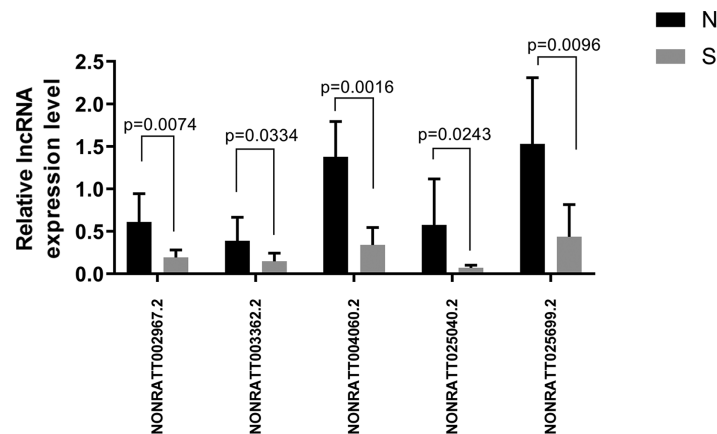 N
S
p=0.0096
p=0.0016
p=0.0074
p=0.0334
p=0.0243
Relative lncRNA
expression level
2.5
2.0
1.5
1.0
0.5
0.0
NONRATT002967.2
NONRATT003362.2
NONRATT004060.2
NONRATT025040.2
NONRATT025699.2